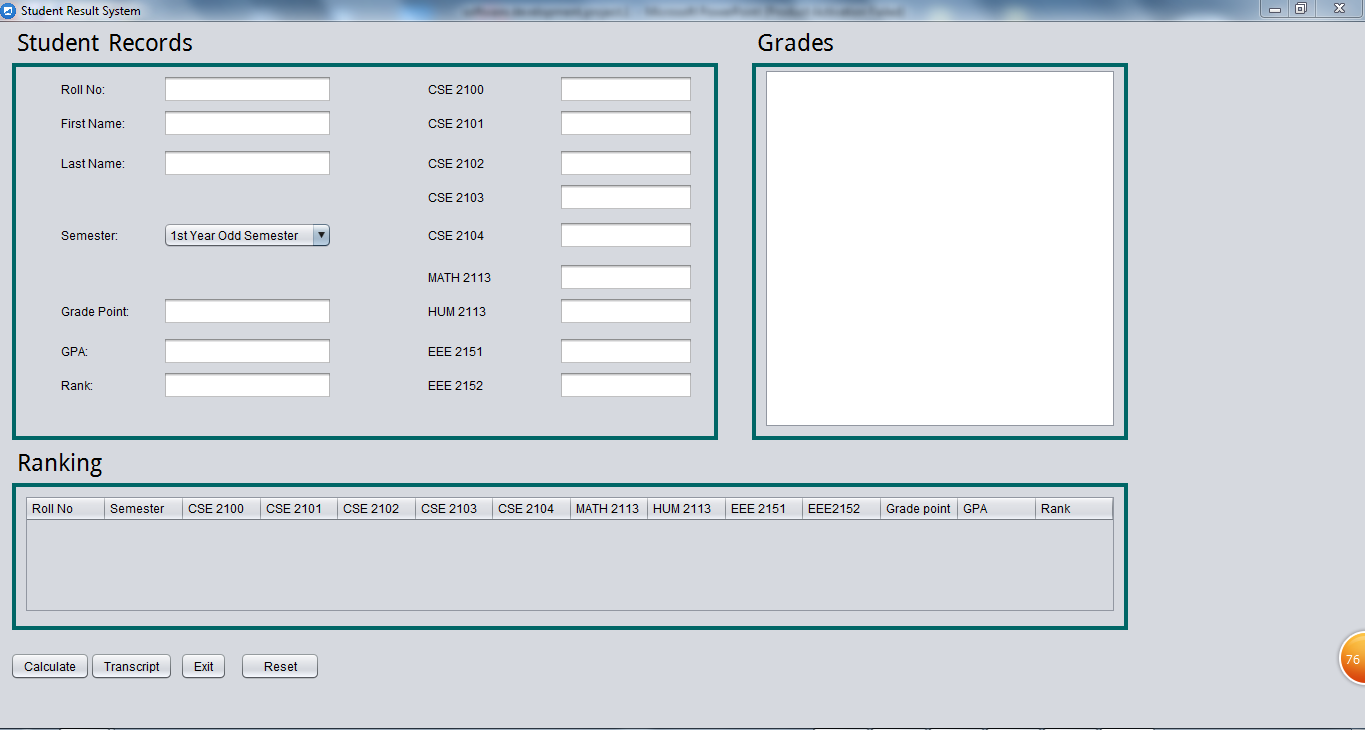 Student Result System
Student Records
Roll No:
First Name:
Last Name:
Semester:
1st Year Odd Semester
Grade Point:
GPA:
Rank:
CSE 2100
CSE 2101
CSE 2102
CSE 2103
CSE 2104
MATH 2113
HUM 2113
EEE 2151
EEE 2152
Grades
Ranking
Roll No Semester CSE 2100 CSE 2101 CSE 2102 CSE 2103 CSE 2104 MATH 2113 HUM 2113 EEE 2151 EEE2152 Grade point GPA Rank
Calculate Transcript Exit Reset
76